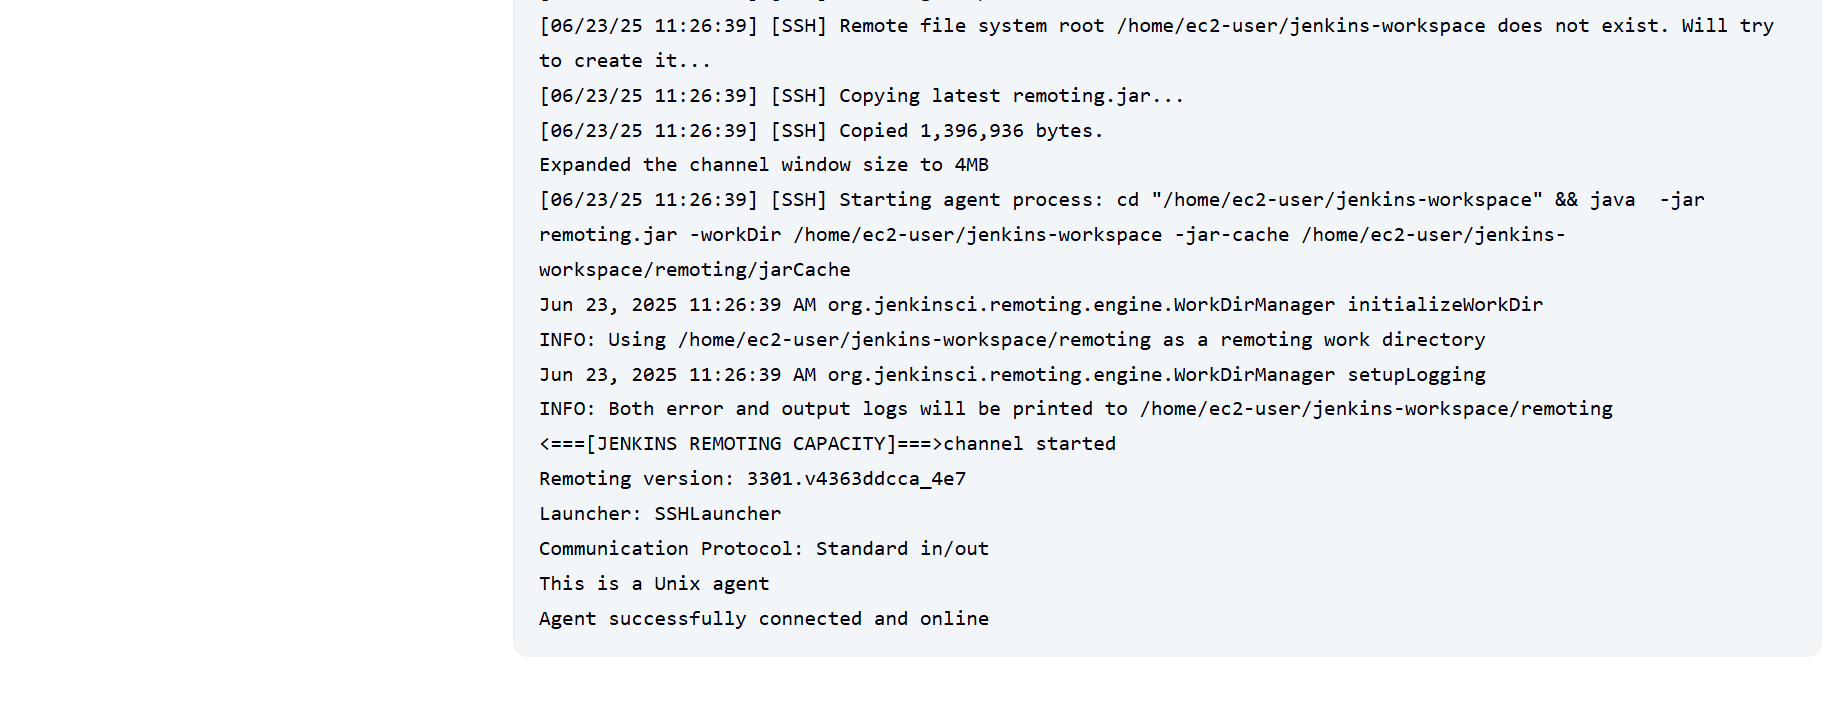 [06/23/25 11:26:39] [SSH] Remote file system root /home/ec2-user/jenkins-workspace does not exist. Will try
to create it...
[06/23/25 11:26:39] [SSH] Copying latest remoting.jar...
[06/23/25 11:26:39] [SSH] Copied 1,396,936 bytes.
Expanded the channel window size to 4MB
[06/23/25 11:26:39] [SSH] Starting agent process: cd "/home/ec2-user/jenkins-workspace" && java  -jar
remoting.jar -workDir /home/ec2-user/jenkins-workspace -jar-cache /home/ec2-user/jenkins-
workspace/remoting/jarCache
Jun 23, 2025 11:26:39 AM org.jenkinsci.remoting.engine.WorkDirManager initializeWorkDir
INFO: Using /home/ec2-user/jenkins-workspace/remoting as a remoting work directory
Jun 23, 2025 11:26:39 AM org.jenkinsci.remoting.engine.WorkDirManager setupLogging
INFO: Both error and output logs will be printed to /home/ec2-user/jenkins-workspace/remoting
<===[JENKINS REMOTING CAPACITY]===>channel started
Remoting version: 3301.v4363ddcca_4e7
Launcher: SSHLauncher
Communication Protocol: Standard in/out
This is a Unix agent
Agent successfully connected and online